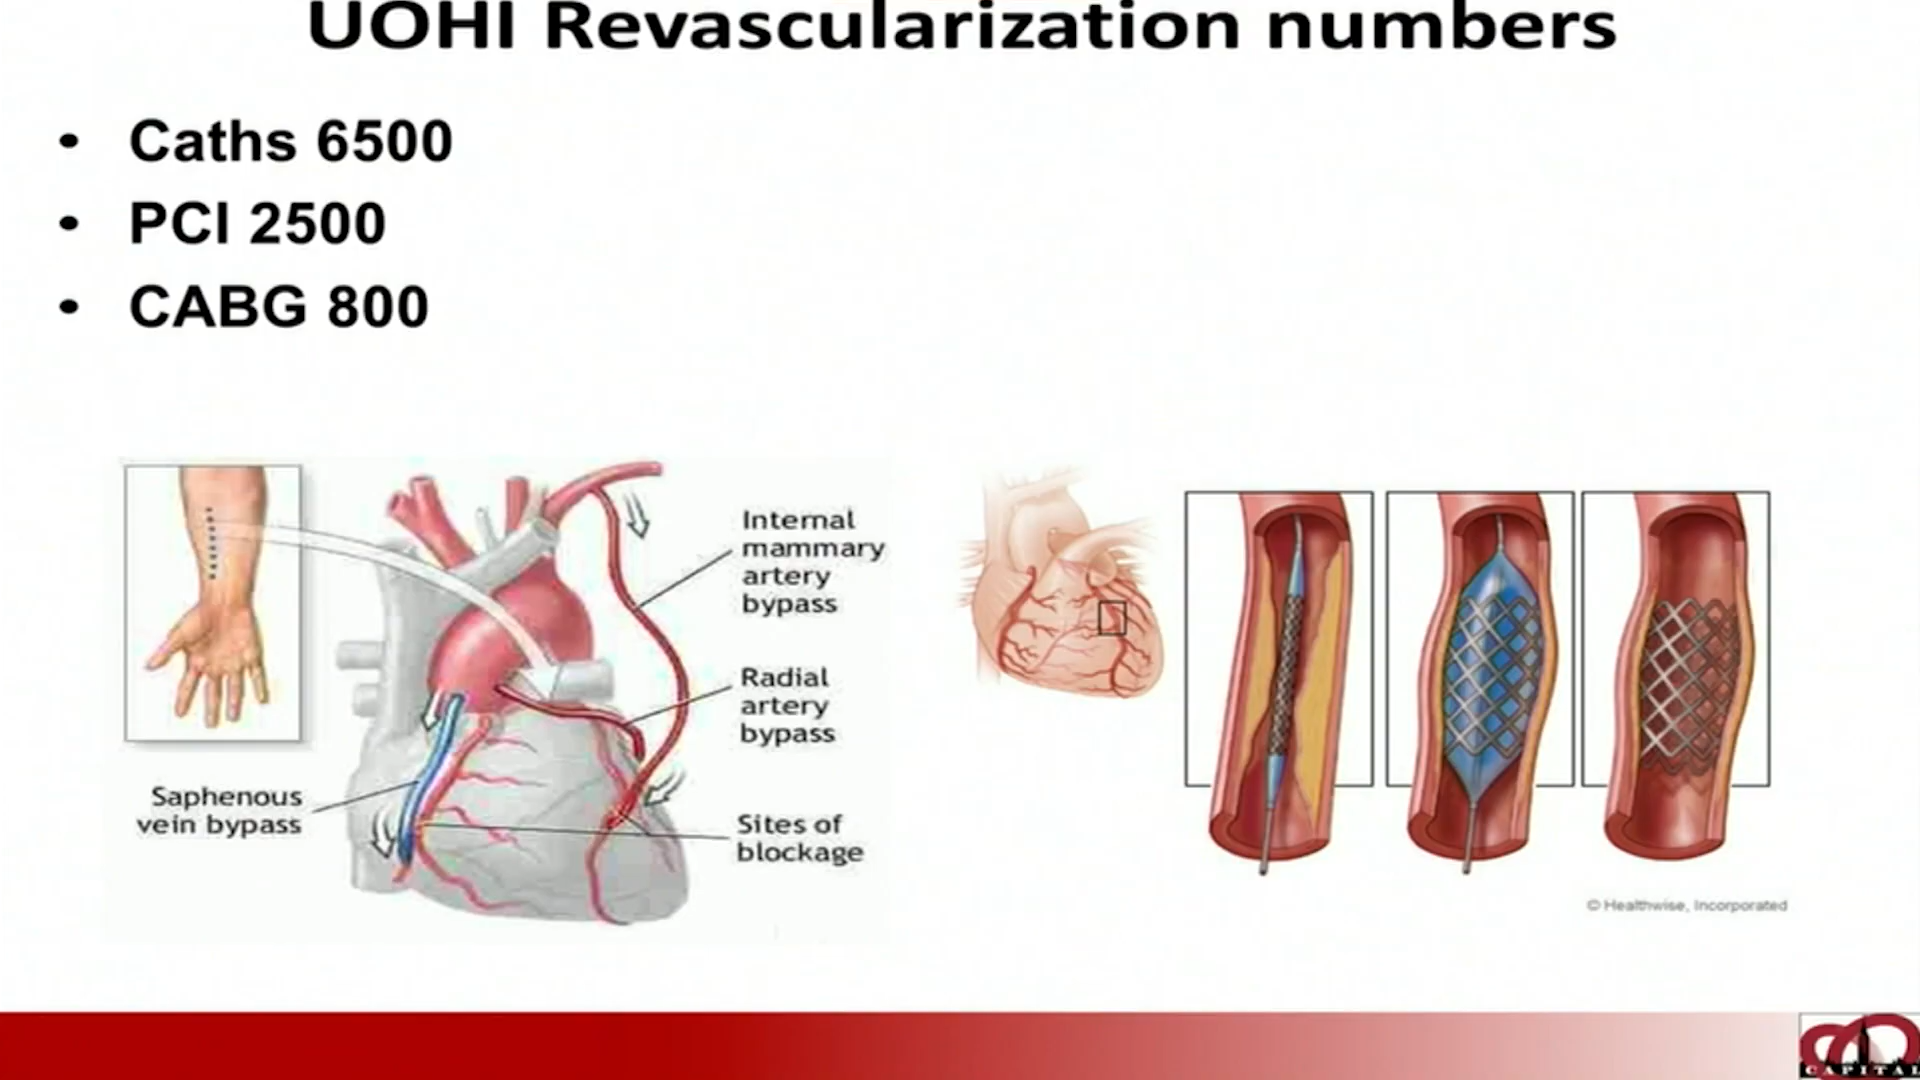 UOHI Revascularization numbers
• Caths 6500
• PCI 2500
• CABG 800
Internal
mammary
artery
bypass
Radial
artery
bypass
Saphenous
vein bypass
Sites of
blockage
© Healthwise, Incorporated
CAPITAL